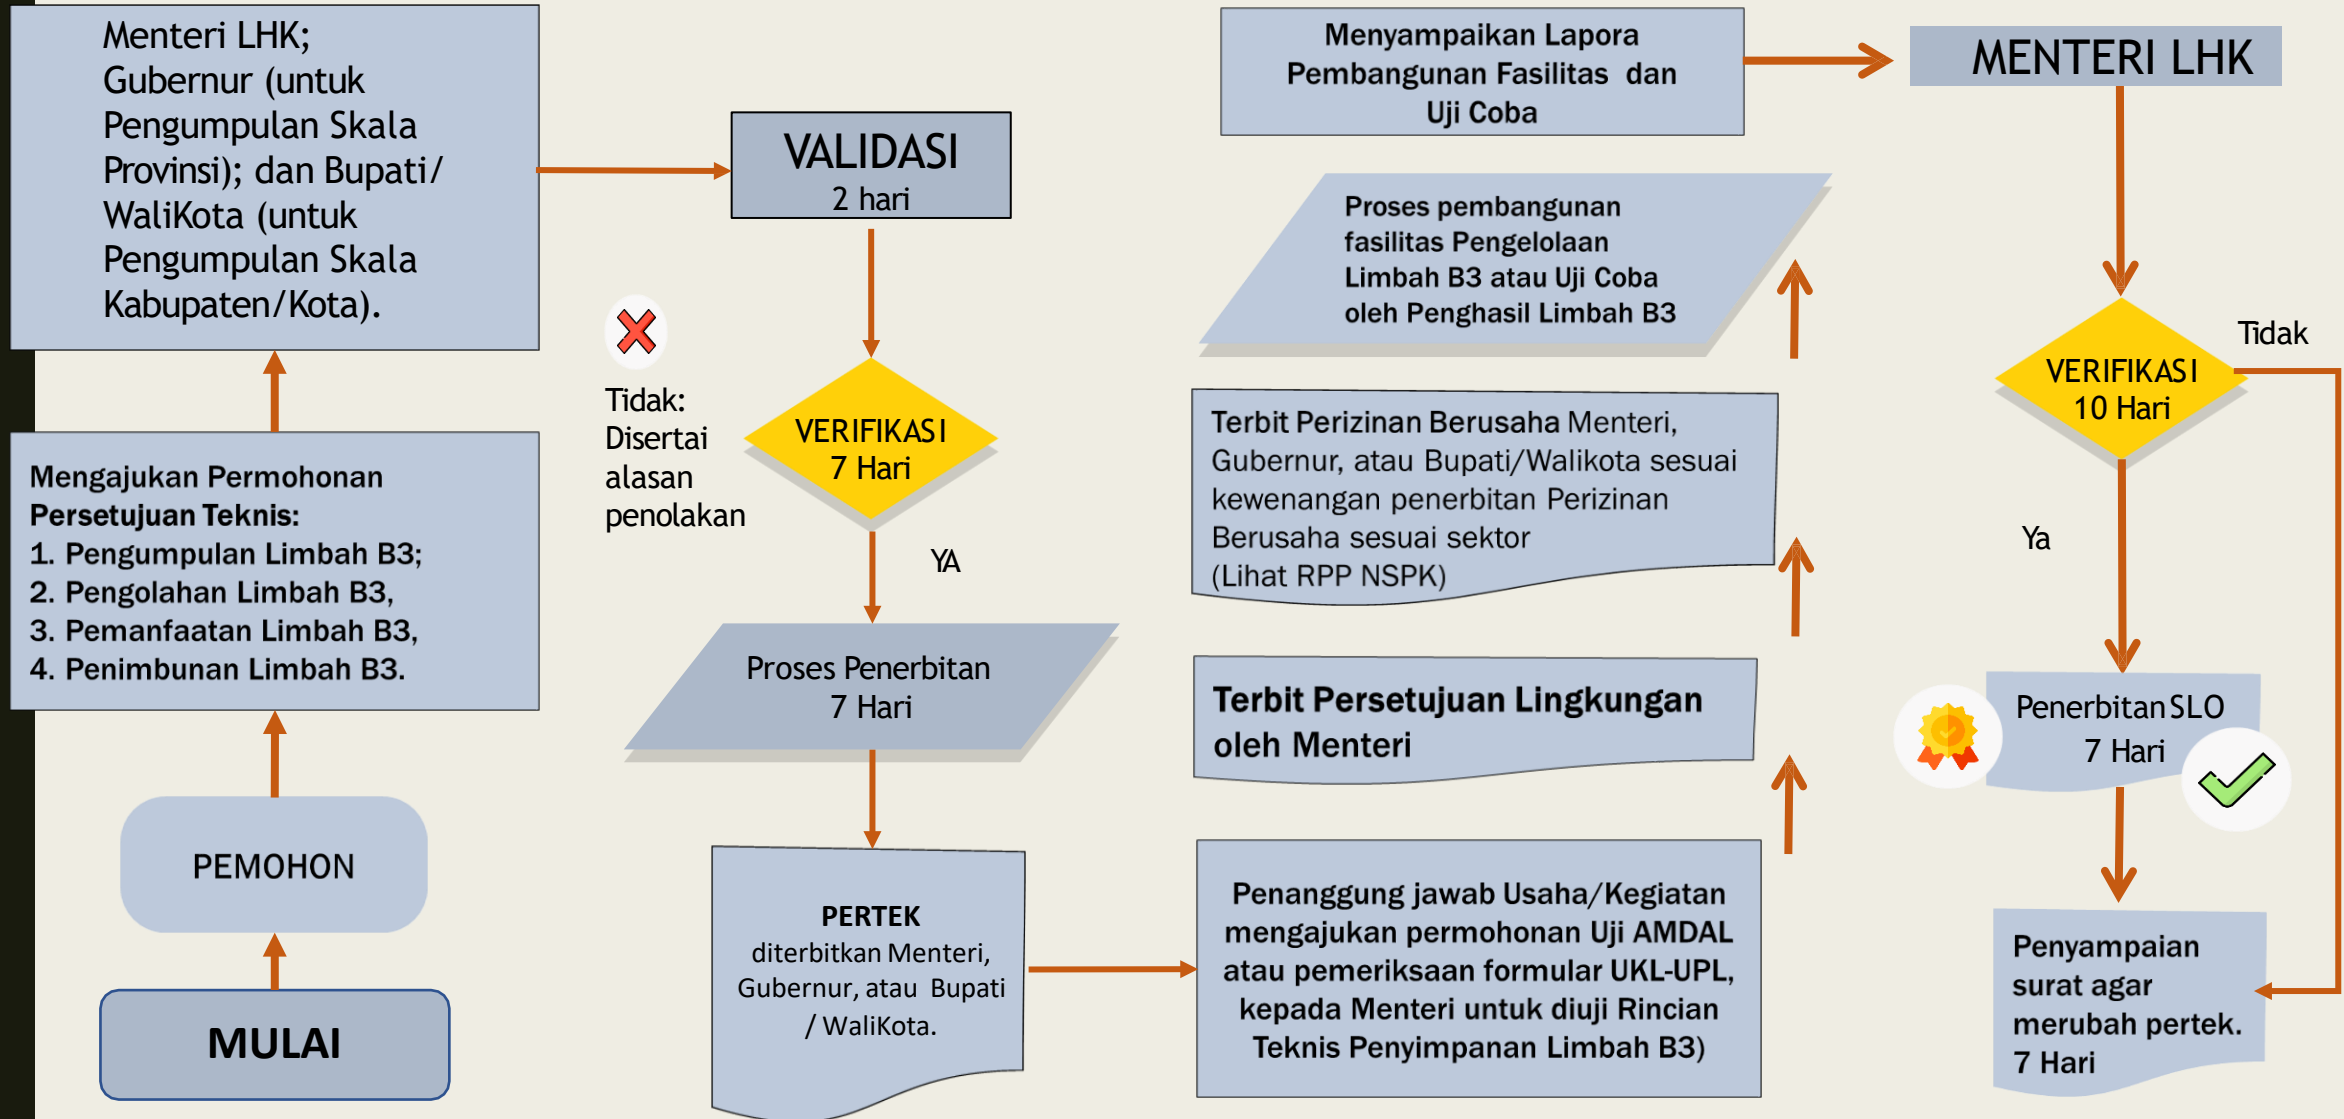 Menteri LHK;
Gubernur (untuk
Pengumpulan Skala
Provinsi); dan Bupati/
WaliKota (untuk
Pengumpulan Skala
Kabupaten/Kota).
Mengajukan Permohonan
Persetujuan Teknis:
1. Pengumpulan Limbah B3;
2. Pengolahan Limbah B3,
3. Pemanfaatan Limbah B3,
4. Penimbunan Limbah B3.
PEMOHON
MULAI
VALIDASI
2 hari
Tidak:
Disertai
alasan
penolakan
VERIFIKASI
7 Hari
YA
Proses Penerbitan
7 Hari
PERTEK
diterbitkan Menteri,
Gubernur, atau Bupati
/ WaliKota.
Menyampaikan Lapora
Pembangunan Fasilitas dan
Uji Coba
Proses pembangunan
fasilitas Pengelolaan
Limbah B3 atau Uji Coba
oleh Penghasil Limbah B3
Terbit Perizinan Berusaha Menteri,
Gubernur, atau Bupati/Walikota sesuai
kewenangan penerbitan Perizinan
Berusaha sesuai sektor
(Lihat RPP NSPK)
Terbit Persetujuan Lingkungan
oleh Menteri
Penanggung jawab Usaha/Kegiatan
mengajukan permohonan Uji AMDAL
atau pemeriksaan formular UKL-UPL,
kepada Menteri untuk diuji Rincian
Teknis Penyimpanan Limbah B3)
MENTERI LHK
VERIFIKASI
10 Hari
Tidak
Ya
Penerbitan SLO
7 Hari
Penyampaian
surat agar
merubah pertek.
7 Hari